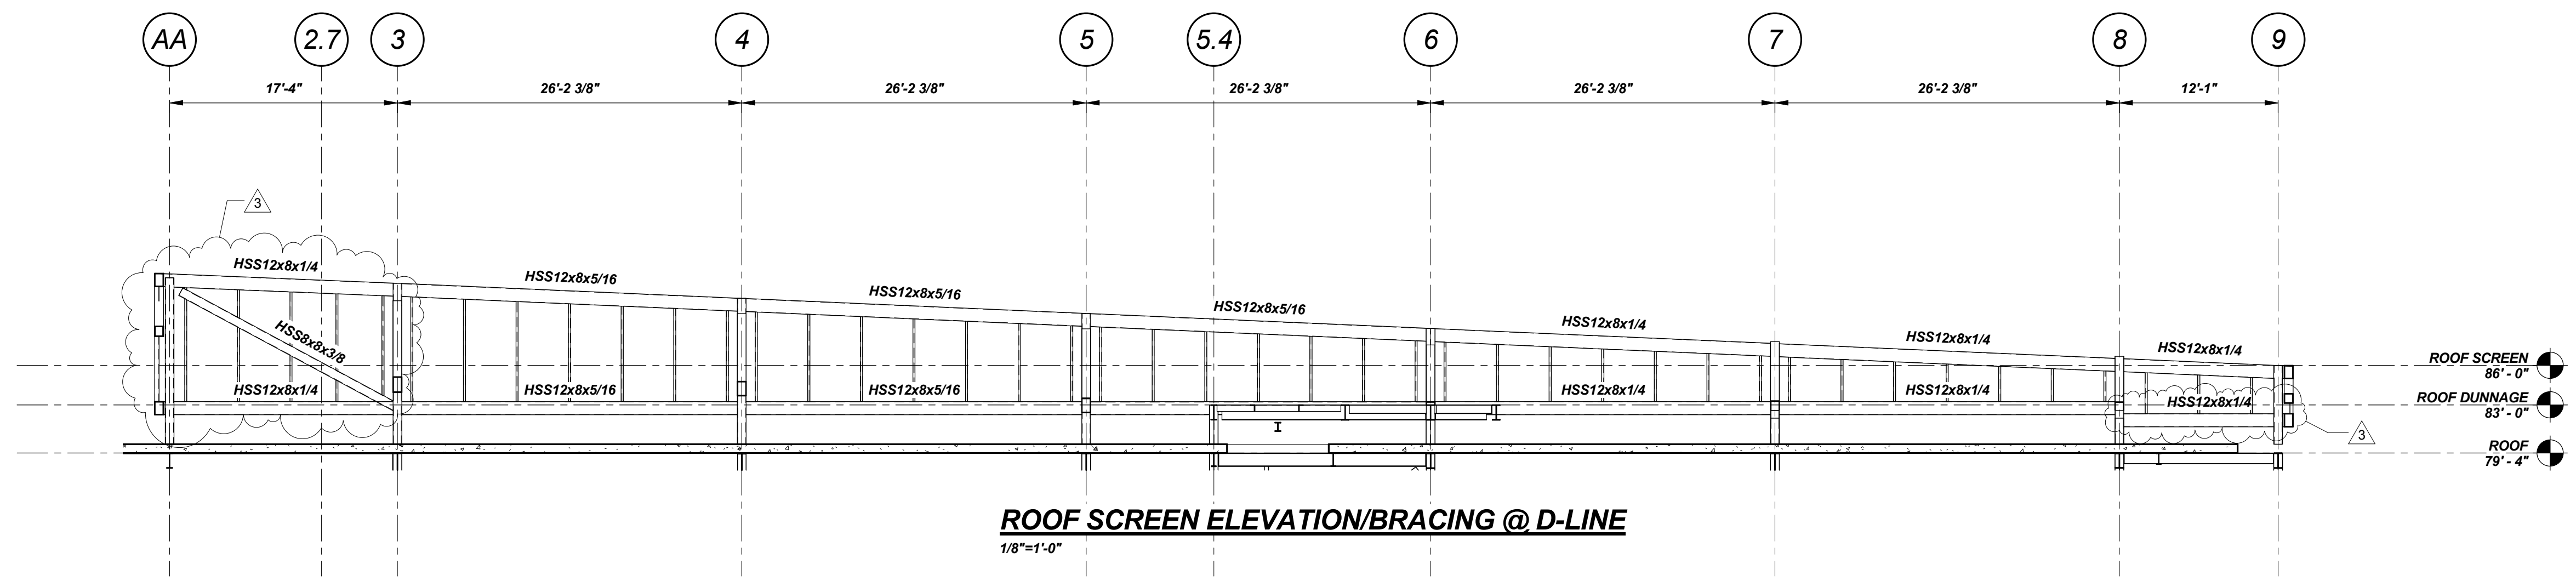 AA 2.7 3 4 5 5.4 6 7 8 9
17'-4" 26'-2 3/8" 26'-2 3/8" 26'-2 3/8" 26'-2 3/8" 26'-2 3/8" 12'-1"
3
HSS12x8x1/4
HSS12x8x5/16
HSS12x8x5/16
HSS12x8x5/16
HSS12x8x1/4
HSS12x8x1/4
HSS12x8x1/4
HSS8x8x3/8
ROOF SCREEN
86' - 0"
HSS12x8x1/4 HSS12x8x5/16 HSS12x8x5/16 HSS12x8x1/4 HSS12x8x1/4
HSS12x8x1/4
ROOF DUNNAGE
83' - 0"
3
ROOF
79' - 4"
ROOF SCREEN ELEVATION/BRACING @ D-LINE
1/8"=1'-0"